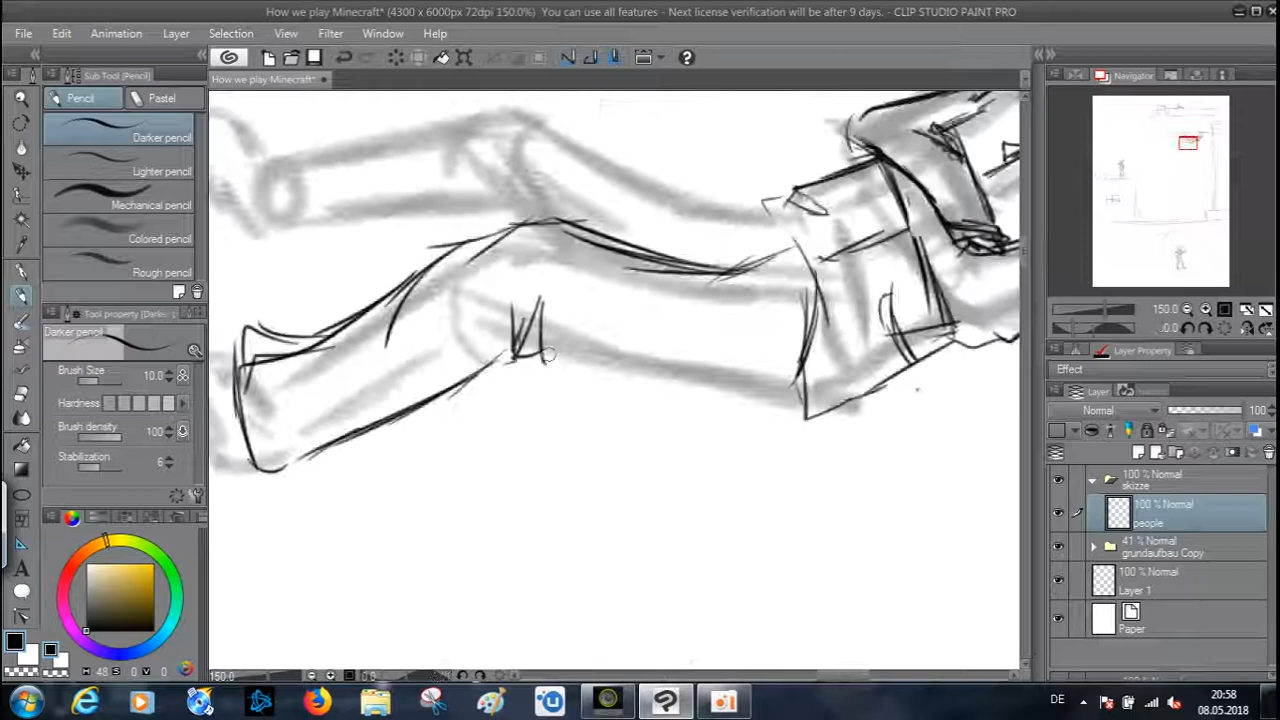 How we play Minecraft* (4300 x 6000px 72dpi 150.0%)  You can use all features - Next license verification will be after 9 days. - CLIP STUDIO PAINT PRO
File Edit Animation Layer Selection View Filter Window Help
Sub Tool [Pencil]
How we play Minecraft*
Navigator
Pencil Pastel
Darker pencil
Lighter pencil
Mechanical pencil
Colored pencil
Rough pencil
Tool property [Darker
Darker pencil
Brush Size 10.0
Hardness
Brush density 100
Stabilization 6
150.0
.0.0
Layer Property
Effect
Layer
Normal 100
100 % Normal
skizze
100 % Normal
people
41 % Normal
grundaufbau Copy
100 % Normal
Layer 1
Paper
H 48 S 0 V 0
150.0 0.0
DE
20:58
08.05.2018